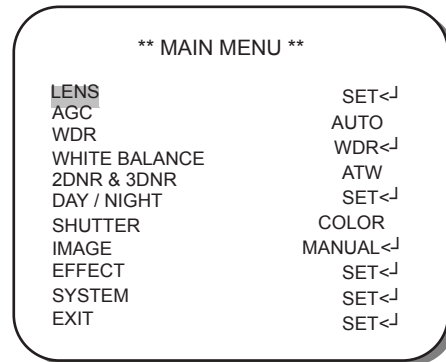 ** MAIN MENU **
LENS
AGC
WDR
WHITE BALANCE
2DNR & 3DNR
DAY / NIGHT
SHUTTER
IMAGE
EFFECT
SYSTEM
EXIT
SET<┘
AUTO
WDR<┘
ATW
SET<┘
COLOR
MANUAL<┘
SET<┘
SET<┘
SET<┘